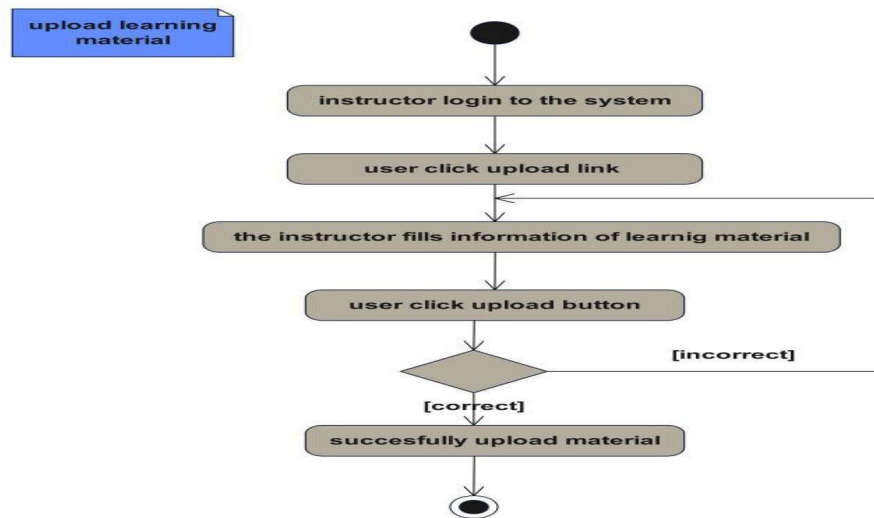 upload learning
material
instructor login to the system
user click upload link
the instructor fills information of learnig material
user click upload button
[incorrect]
[correct]
succesfully upload material